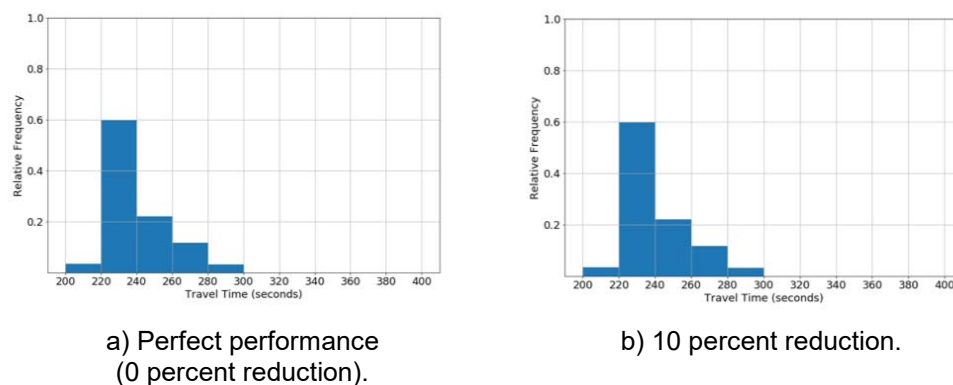 1.0
0.8
0.6
0.4
0.2
Relative Frequency
200 220 240 260 280 300 320 340 360 380 400
Travel Time (seconds)
a) Perfect performance
(0 percent reduction).
1.0
0.8
0.6
0.4
0.2
Relative Frequency
200 220 240 260 280 300 320 340 360 380 400
Travel Time (seconds)
b) 10 percent reduction.